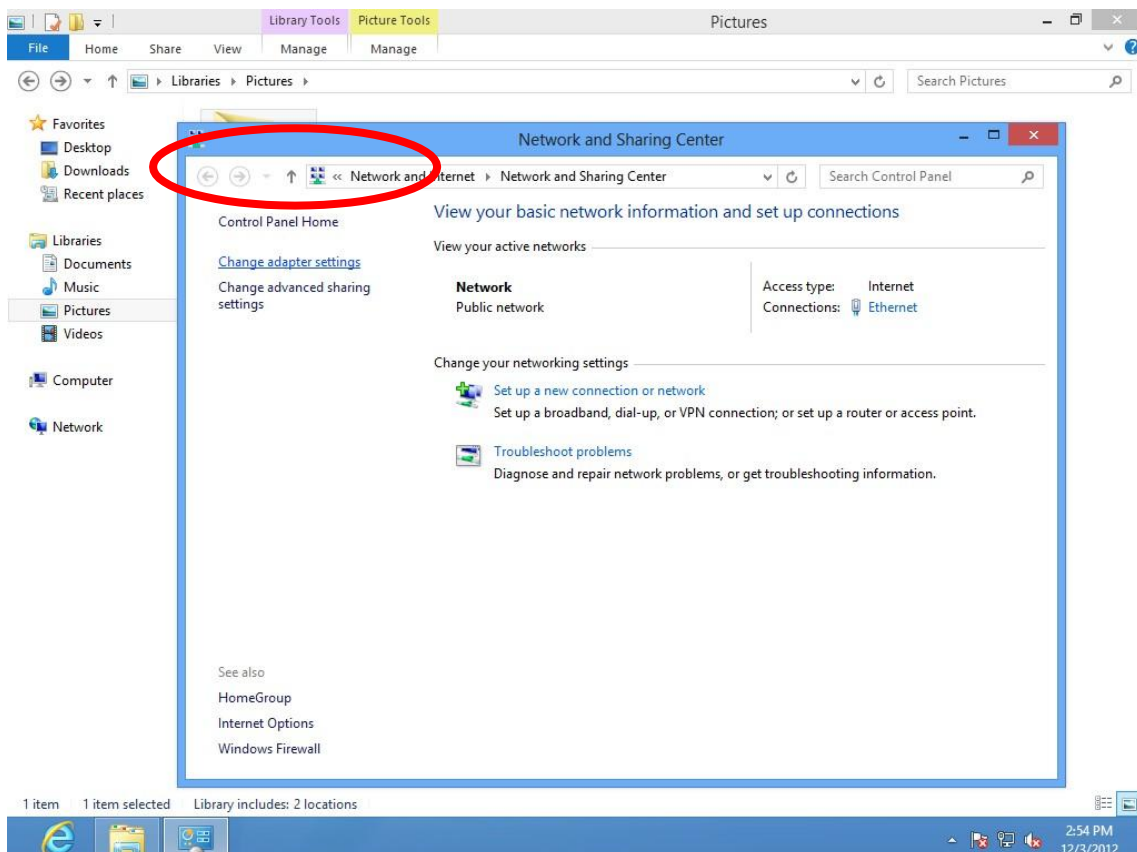 Library Tools Picture Tools Pictures
File Home Share View Manage Manage
Libraries Pictures Search Pictures
Favorites
Desktop
Downloads
Recent places
Libraries
Documents
Music
Pictures
Videos
Computer
Network
Network and Sharing Center
« Network and Internet Network and Sharing Center Search Control Panel
Control Panel Home
Change adapter settings
Change advanced sharing
settings
View your basic network information and set up connections
View your active networks
Network
Public network
Access type: Internet
Connections: Ethernet
Change your networking settings
Set up a new connection or network
Set up a broadband, dial-up, or VPN connection; or set up a router or access point.
Troubleshoot problems
Diagnose and repair network problems, or get troubleshooting information.
See also
HomeGroup
Internet Options
Windows Firewall
1 item 1 item selected Library includes: 2 locations
2:54 PM
12/3/2012